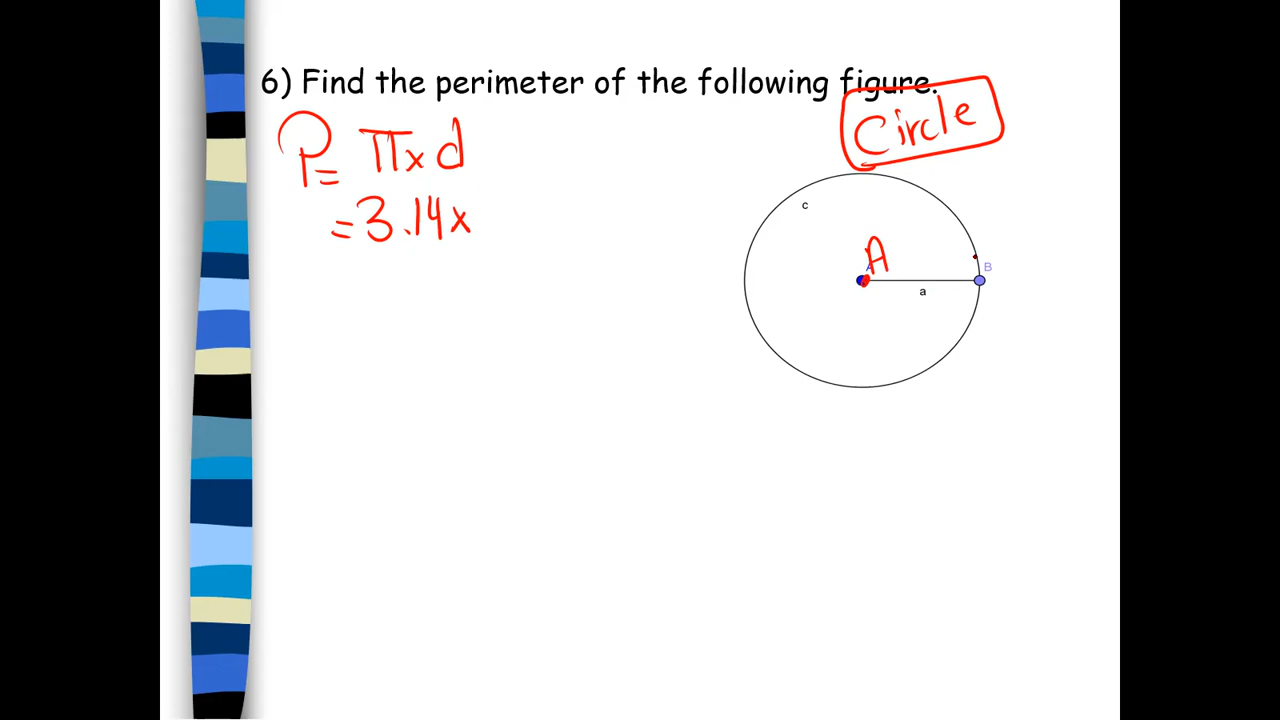 6) Find the perimeter of the following figure.
Circle
P = π x d
= 3.14 x
c
A
B
a